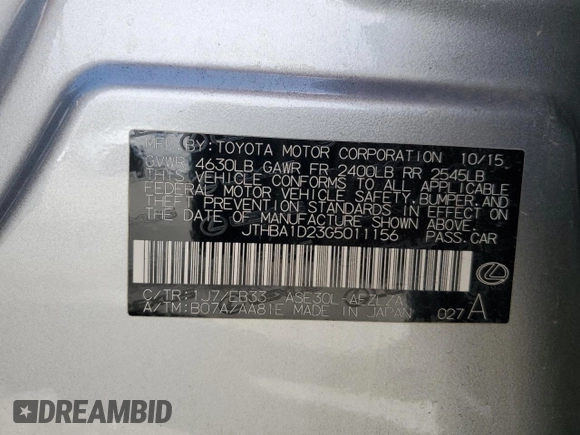 MFD. BY: TOYOTA MOTOR CORPORATION 10/15
GVWR 4630LB GAWR FR 2400LB RR 2545LB
THIS VEHICLE CONFORMS TO ALL APPLICABLE
FEDERAL MOTOR VEHICLE SAFETY, BUMPER, AND
THEFT PREVENTION STANDARDS IN EFFECT ON
THE DATE OF MANUFACTURE SHOWN ABOVE.
JTHBA1D23G5011156 PASS.CAR
C/TR: 1J7/EB33 ASE30L-AEZLZA
A/TM: B07A/AA81E MADE IN JAPAN 027 A
DREAMBID